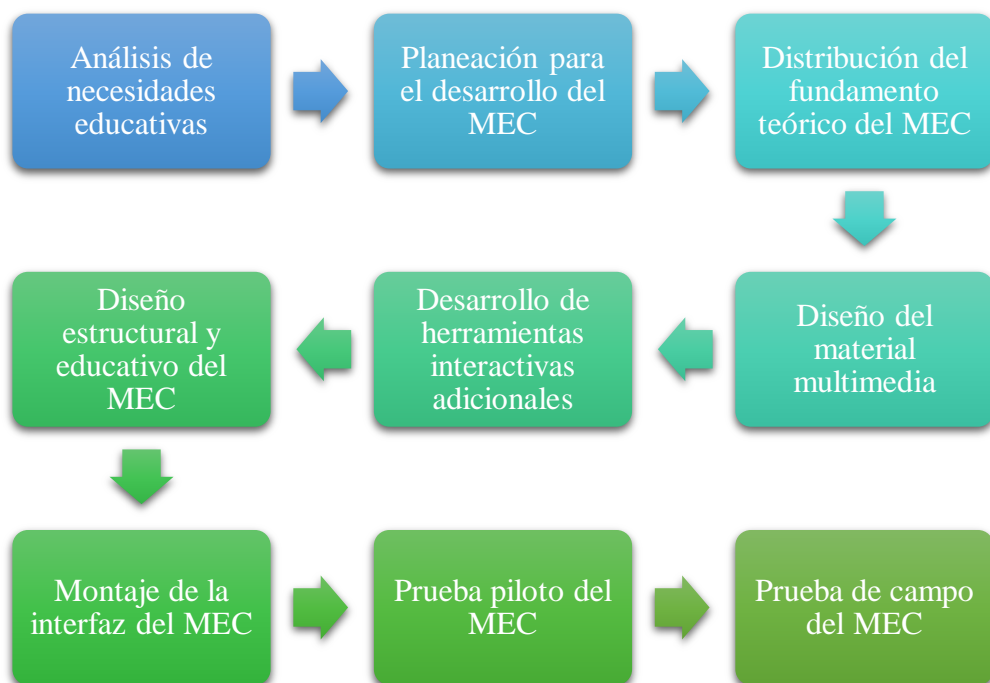 Análisis de
necesidades
educativas
Planeación para
el desarrollo del
MEC
Distribución del
fundamento
teórico del MEC
Diseño del
material
multimedia
Desarrollo de
herramientas
interactivas
adicionales
Diseño
estructural y
educativo del
MEC
Montaje de la
interfaz del MEC
Prueba piloto del
MEC
Prueba de campo
del MEC